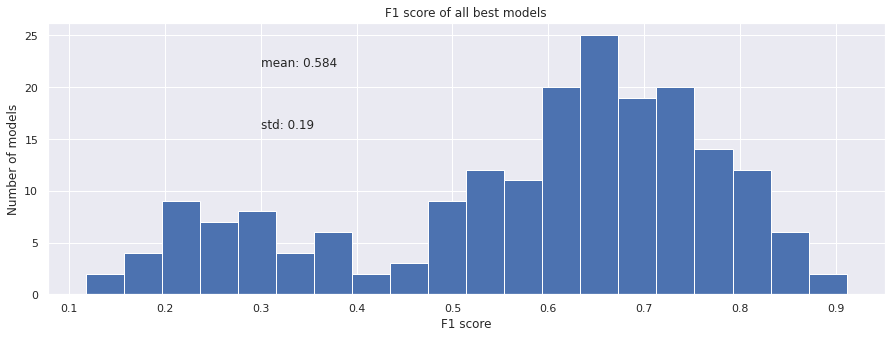 F1 score of all best models
25
20
15
10
5
0
Number of models
mean: 0.584
std: 0.19
0.1 0.2 0.3 0.4 0.5 0.6 0.7 0.8 0.9
F1 score